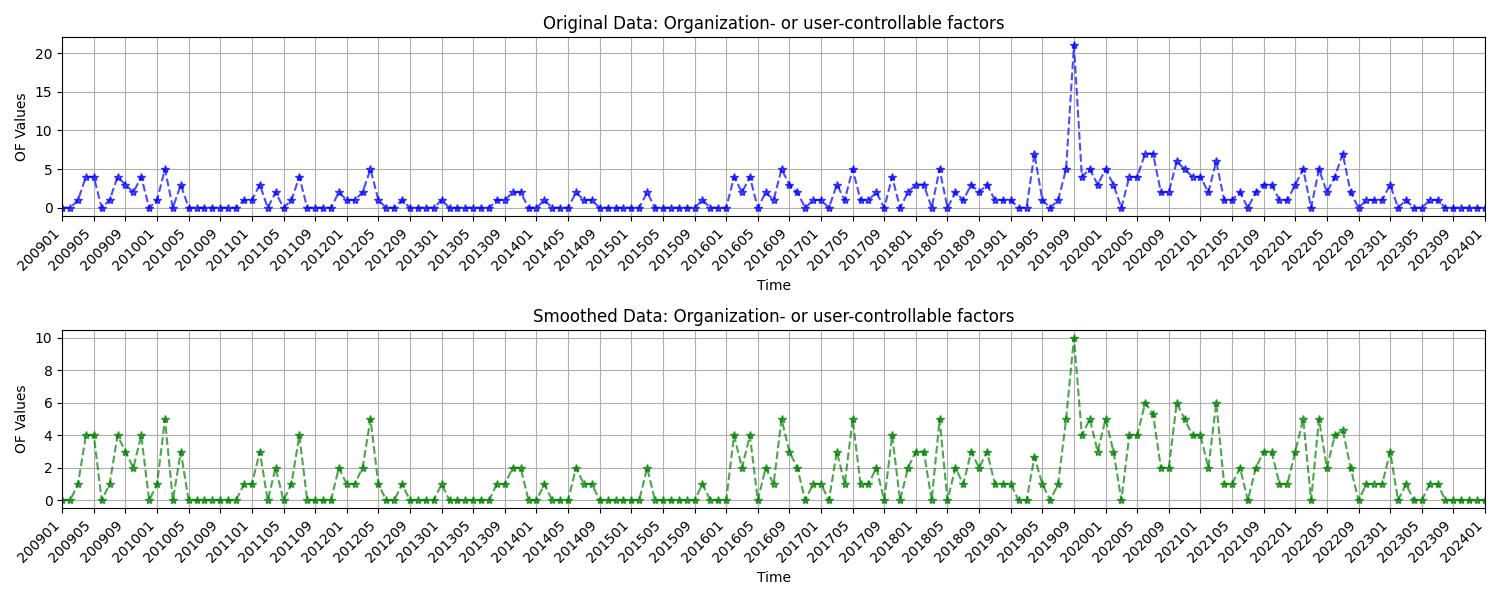 Original Data: Organization- or user-controllable factors
20
15
10
5
0
OF Values
200901 200905 200909 201001 201005 201009 201101 201105 201109 201201 201205 201209 201301 201305 201309 201401 201405 201409 201501 201505 201509 201601 201605 201609 201701 201705 201709 201801 201805 201809 201901 201905 201909 202001 202005 202009 202101 202105 202109 202201 202205 202209 202301 202305 202309 202401
Time
Smoothed Data: Organization- or user-controllable factors
10
8
6
4
2
0
OF Values
200901 200905 200909 201001 201005 201009 201101 201105 201109 201201 201205 201209 201301 201305 201309 201401 201405 201409 201501 201505 201509 201601 201605 201609 201701 201705 201709 201801 201805 201809 201901 201905 201909 202001 202005 202009 202101 202105 202109 202201 202205 202209 202301 202305 202309 202401
Time